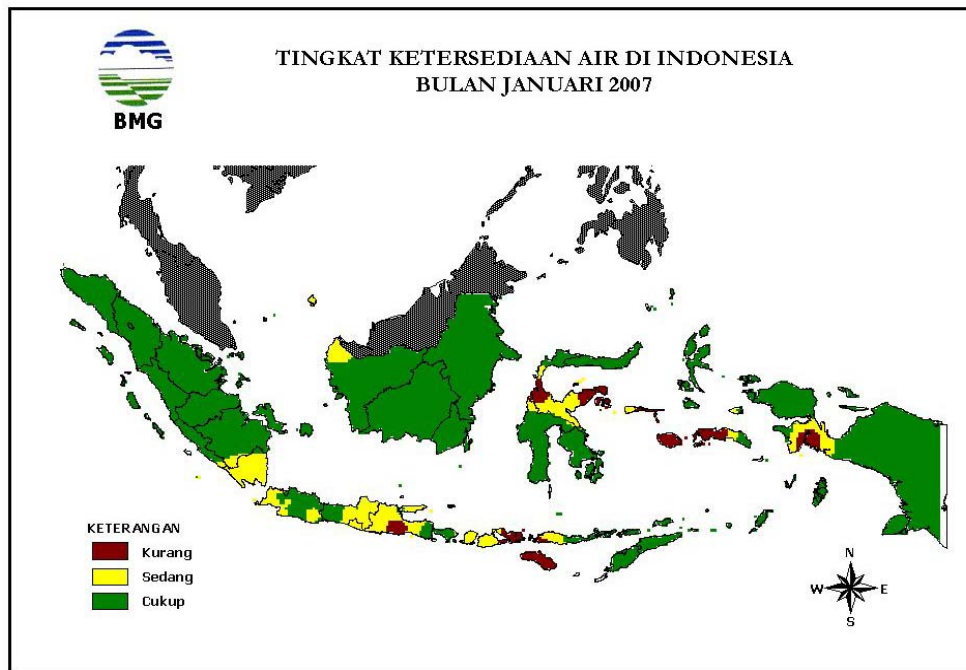 TINGKAT KETERSEDIAAN AIR DI INDONESIA
BULAN JANUARI 2007
BMG
KETERANGAN
Kurang
Sedang
Cukup
N
W E
S